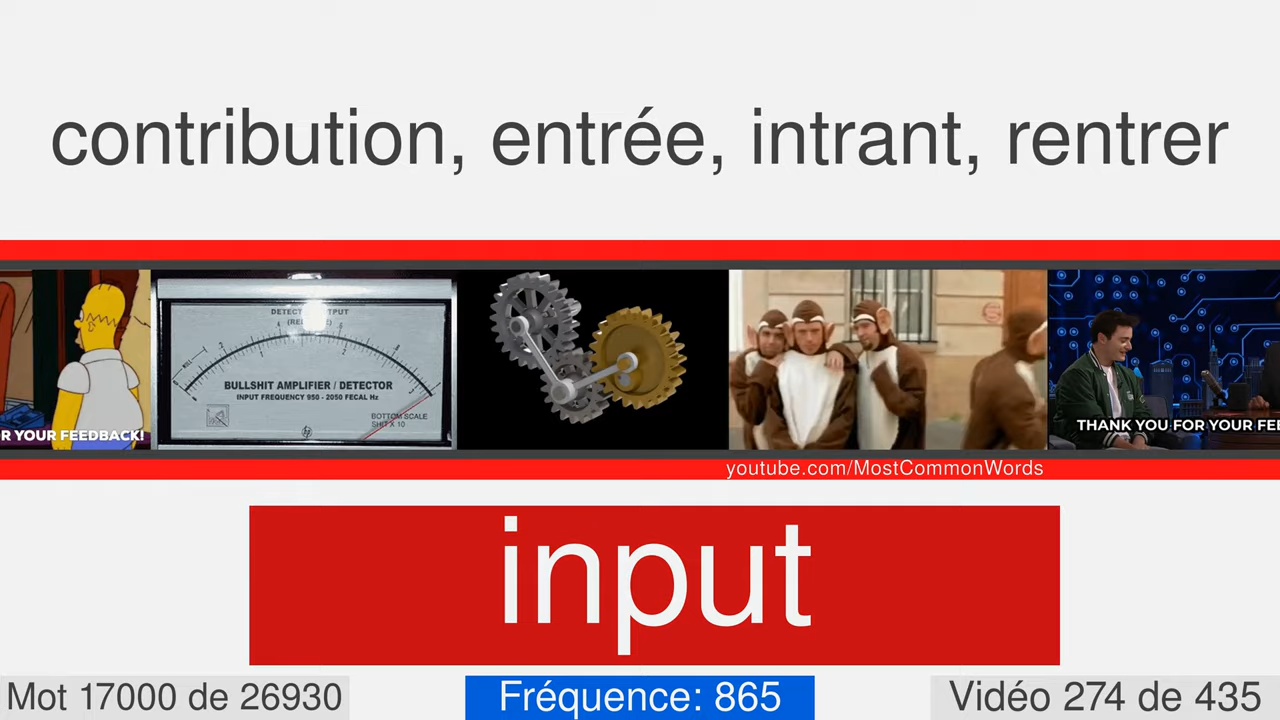 contribution, entrée, intrant, rentrer
R YOUR FEEDBACK!
BULLSHIT AMPLIFIER / DETECTOR
INPUT FREQUENCY 950 - 2050 FECAL Hz
BOTTOM SCALE
SHIT X 10
hp
THANK YOU FOR YOUR FEE
youtube.com/MostCommonWords
input
Mot 17000 de 26930
Fréquence: 865
Vidéo 274 de 435